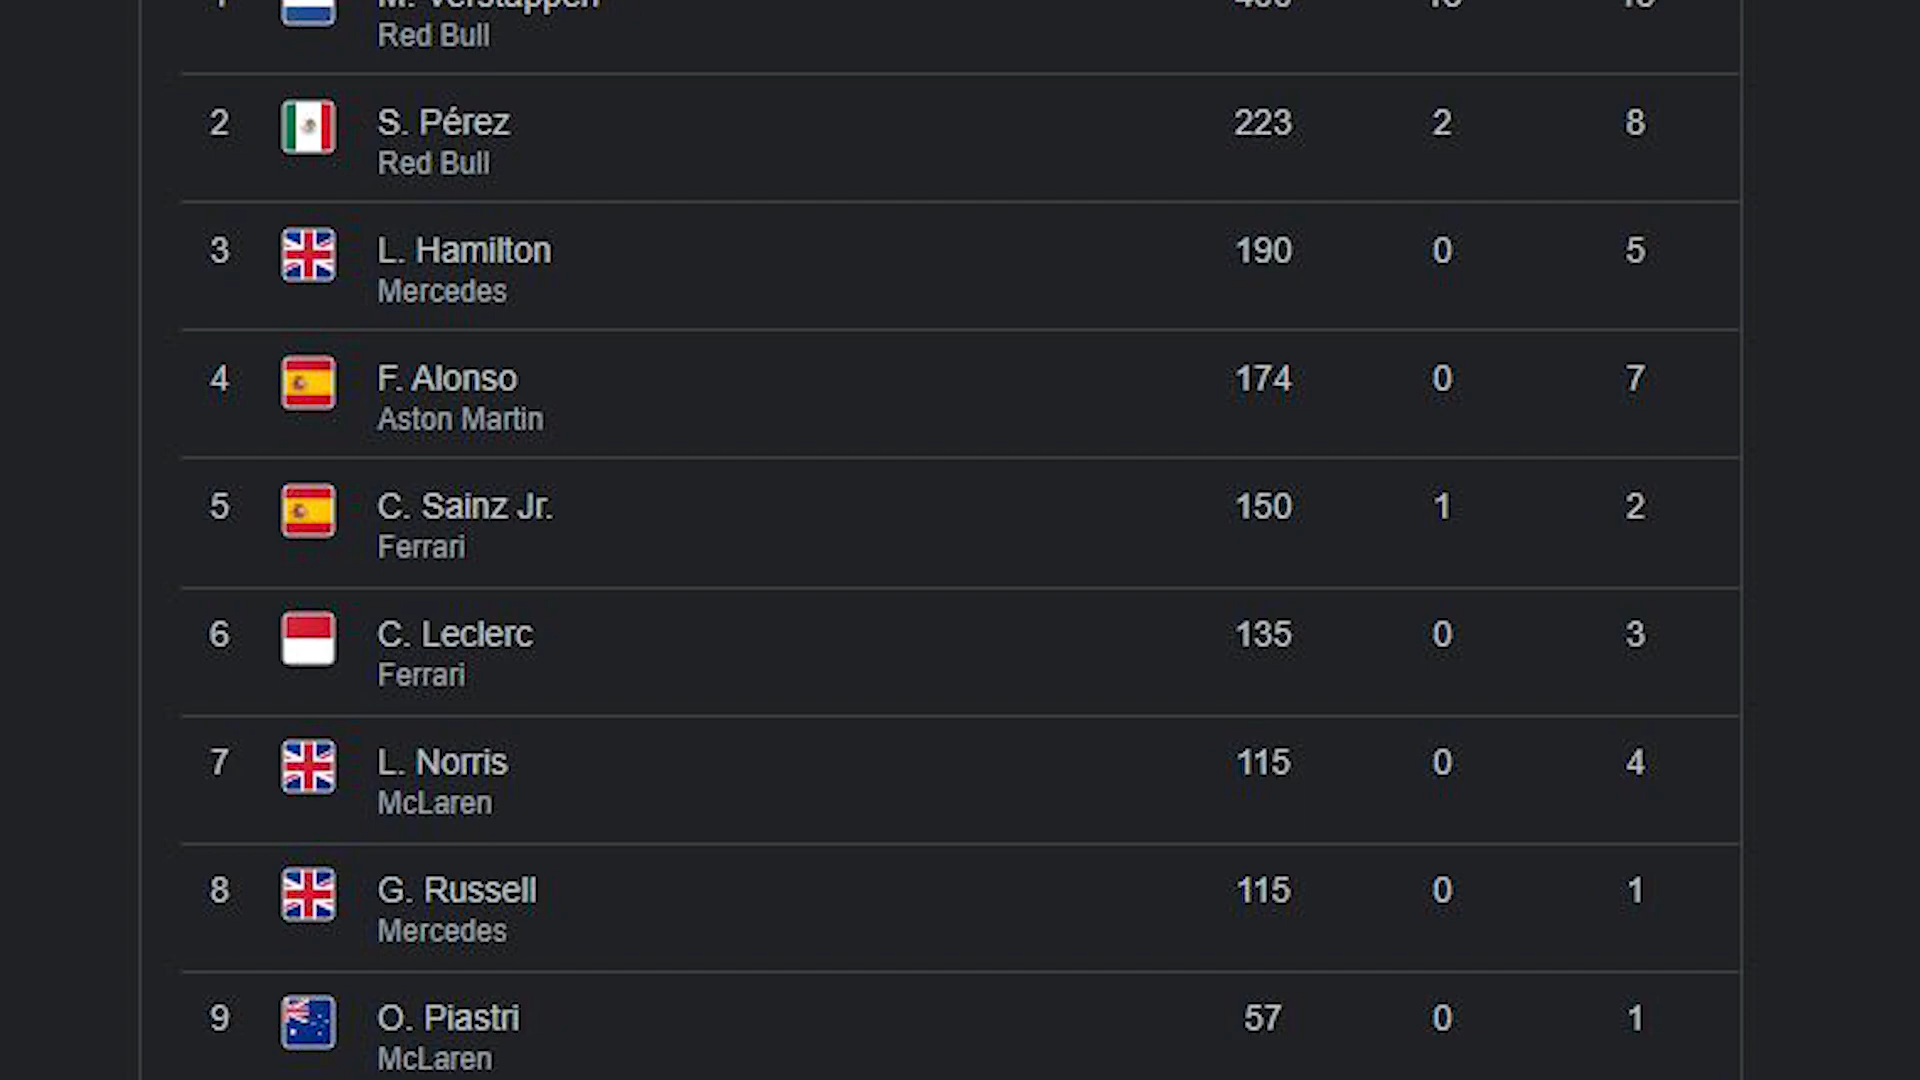 M. Verstappen
Red Bull
2 S. Pérez 223 2 8
Red Bull
3 L. Hamilton 190 0 5
Mercedes
4 F. Alonso 174 0 7
Aston Martin
5 C. Sainz Jr. 150 1 2
Ferrari
6 C. Leclerc 135 0 3
Ferrari
7 L. Norris 115 0 4
McLaren
8 G. Russell 115 0 1
Mercedes
9 O. Piastri 57 0 1
McLaren